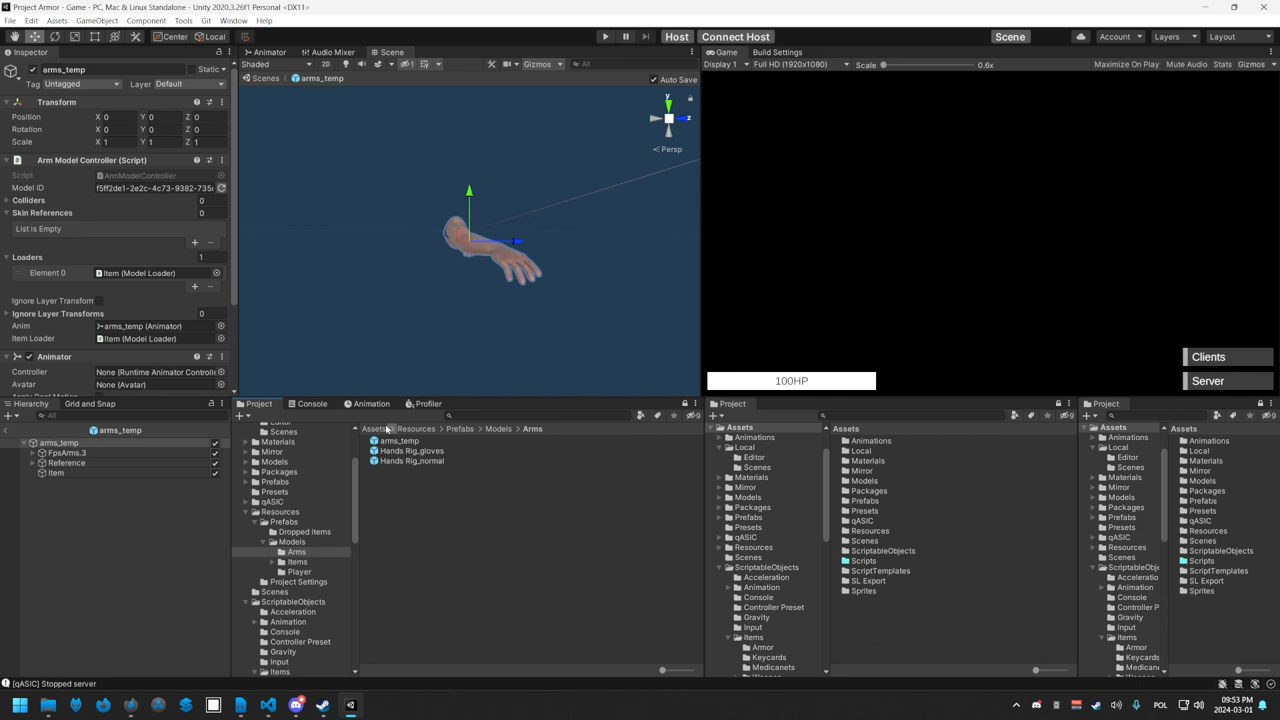 Project Armor - Game - PC, Mac & Linux Standalone - Unity 2020.3.26f1 Personal <DX11>
File Edit Assets GameObject Component Tools Git Window Help
Center Local Host Connect Host Scene Account Layers Layout
Inspector
arms_temp Static
Tag Untagged Layer Default
Transform
Position X 0 Y 0 Z 0
Rotation X 0 Y 0 Z 0
Scale X 1 Y 1 Z 1
Arm Model Controller (Script)
Script ArmModelController
Model ID f5ff2de1-2e2c-4c73-9382-735
Colliders 0
Skin References 0
List is Empty
Loaders 1
Element 0 Item (Model Loader)
Ignore Layer Transform
Ignore Layer Transforms 0
Anim arms_temp (Animator)
Item Loader Item (Model Loader)
Animator
Controller None (Runtime Animator Controlle
Avatar None (Avatar)
Animator Audio Mixer Scene
Shaded 2D 1 Gizmos All
Scenes arms_temp Auto Save
y
z
Persp
Game Build Settings
Display 1 Full HD (1920x1080) Scale 0.6x Maximize On Play Mute Audio Stats Gizmos
Clients
Server
100HP
Hierarchy Grid and Snap
All
arms_temp
arms_temp
FpsArms.3
Reference
Item
Project Console Animation Profiler
9
Scenes
Materials
Mirror
Models
Packages
Prefabs
Presets
qASIC
Resources
Prefabs
Dropped items
Models
Arms
Items
Player
Project Settings
Scenes
ScriptableObjects
Acceleration
Animation
Console
Controller Preset
Gravity
Input
Items
Assets > Resources > Prefabs > Models > Arms
arms_temp
Hands Rig_gloves
Hands Rig_normal
Project
9
Assets
Animations
Local
Editor
Scenes
Materials
Mirror
Models
Packages
Prefabs
Presets
qASIC
Resources
Scenes
ScriptableObjects
Acceleration
Animation
Console
Controller Preset
Gravity
Input
Items
Armor
Keycards
Medicanets
Assets
Animations
Local
Materials
Mirror
Models
Packages
Prefabs
Presets
qASIC
Resources
Scenes
ScriptableObjects
Scripts
ScriptTemplates
SL Export
Sprites
Project
9
Assets
Animations
Local
Editor
Scenes
Materials
Mirror
Models
Packages
Prefabs
Presets
qASIC
Resources
Scenes
ScriptableObje
Acceleratio
Animation
Console
Controller P
Gravity
Input
Items
Armor
Keycards
Medicanets
Assets
Animations
Local
Materials
Mirror
Models
Packages
Prefabs
Presets
qASIC
Resources
Scenes
ScriptableObjects
Scripts
ScriptTemplates
SL Export
Sprites
[qASIC] Stopped server
POL
09:53 PM
2024-03-01